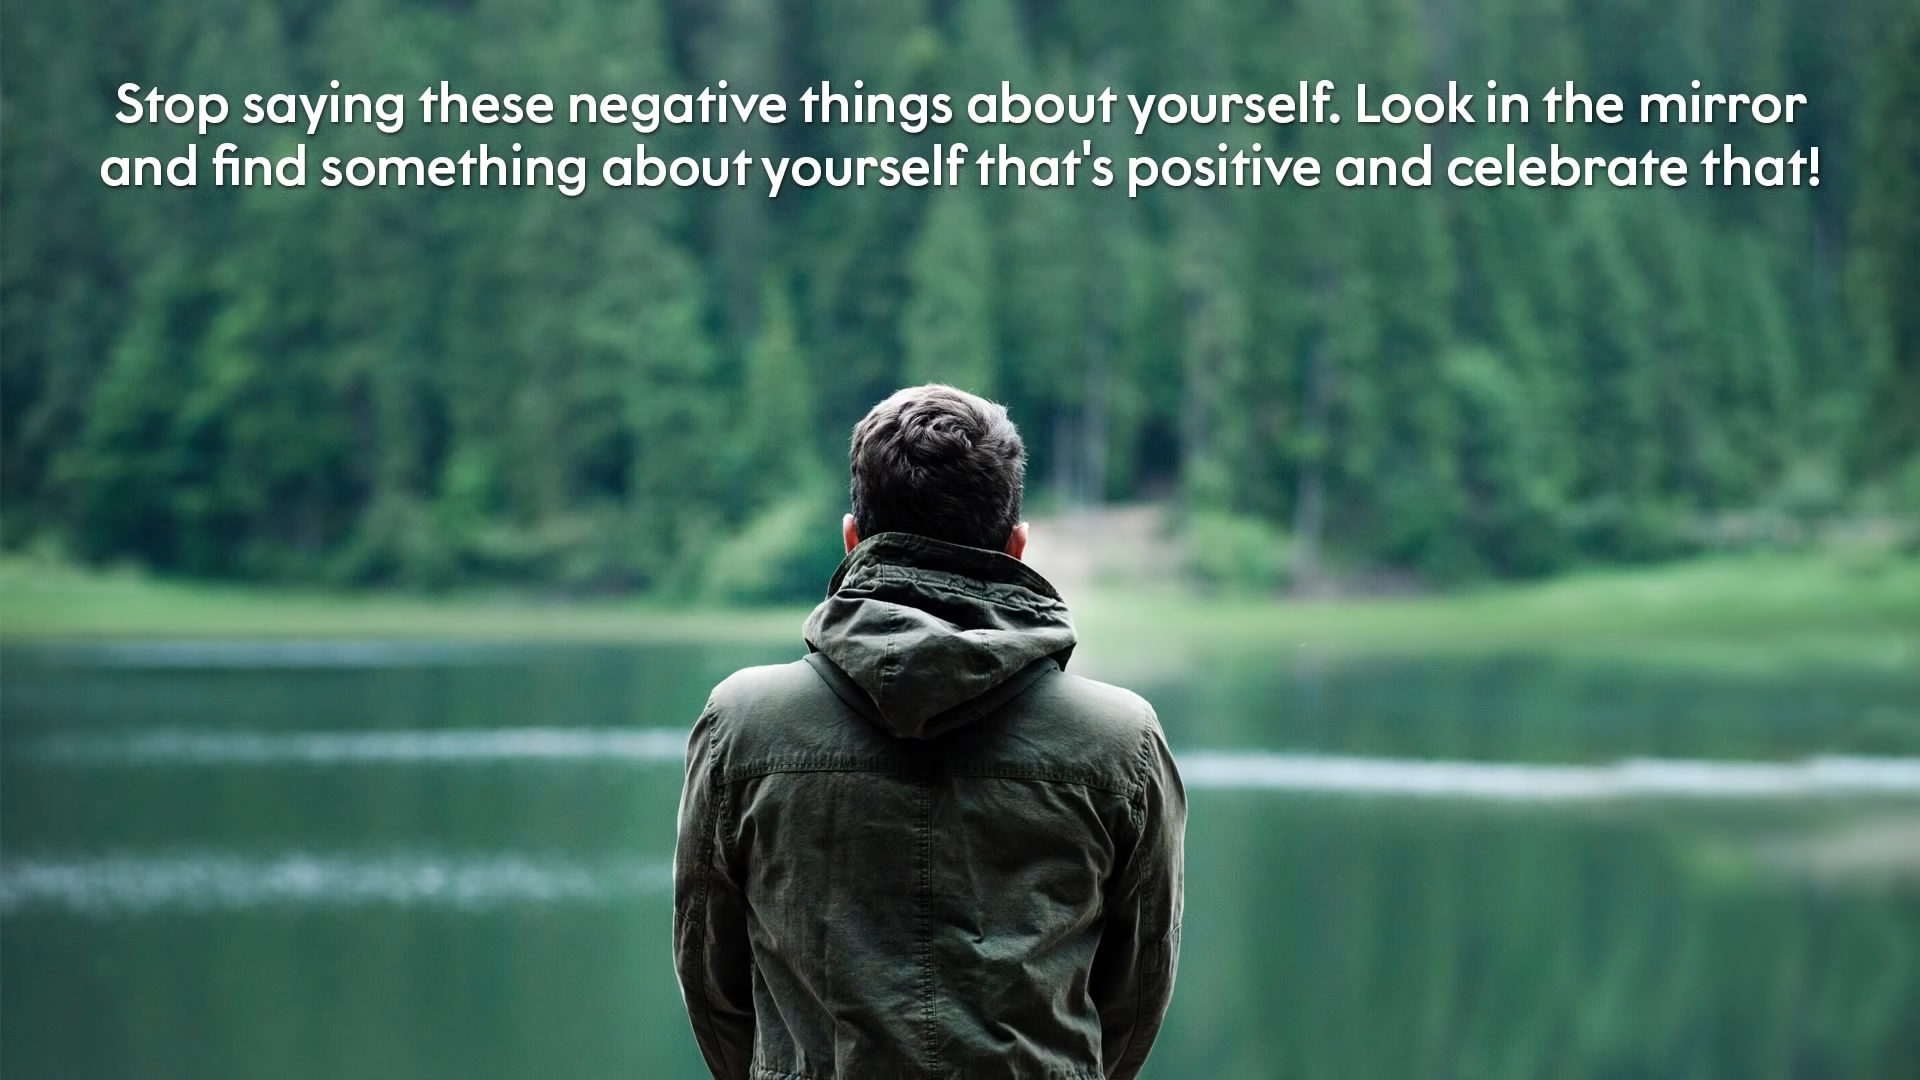 Stop saying these negative things about yourself. Look in the mirror
and find something about yourself that's positive and celebrate that!